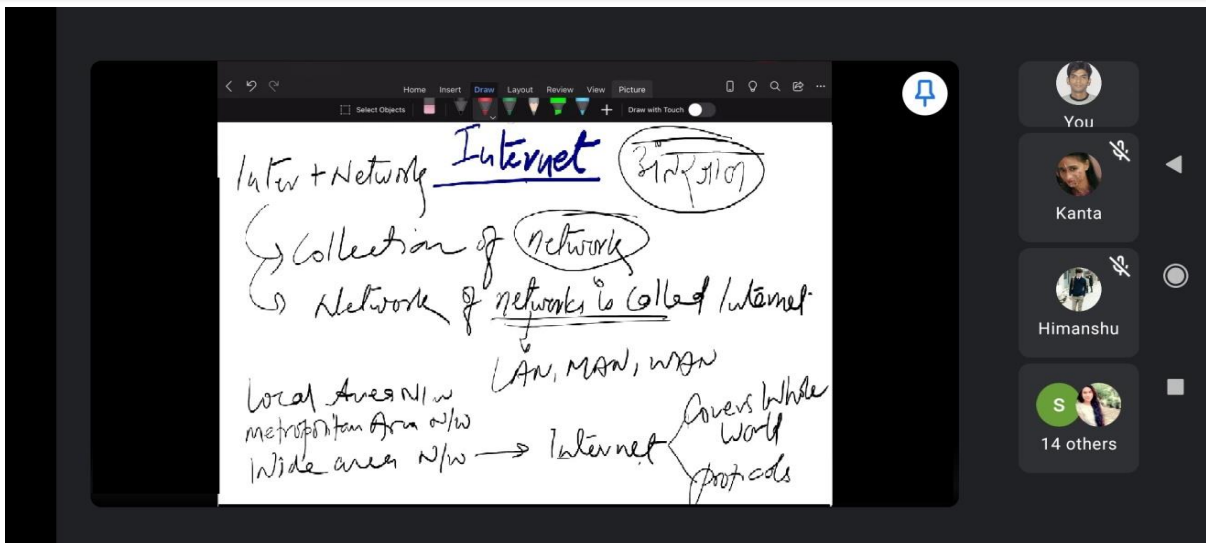 Home Insert Draw Layout Review View Picture
Select Objects Draw with Touch
Internet
Inter + Network
अंतरजाल
Collection of network
Network of networks is called Internet.
LAN, MAN, WAN
Local Area N/w
metropolitan Area N/w
Wide area N/w → Internet
Covers Whole
world
protocols
You
Kanta
Himanshu
S
14 others